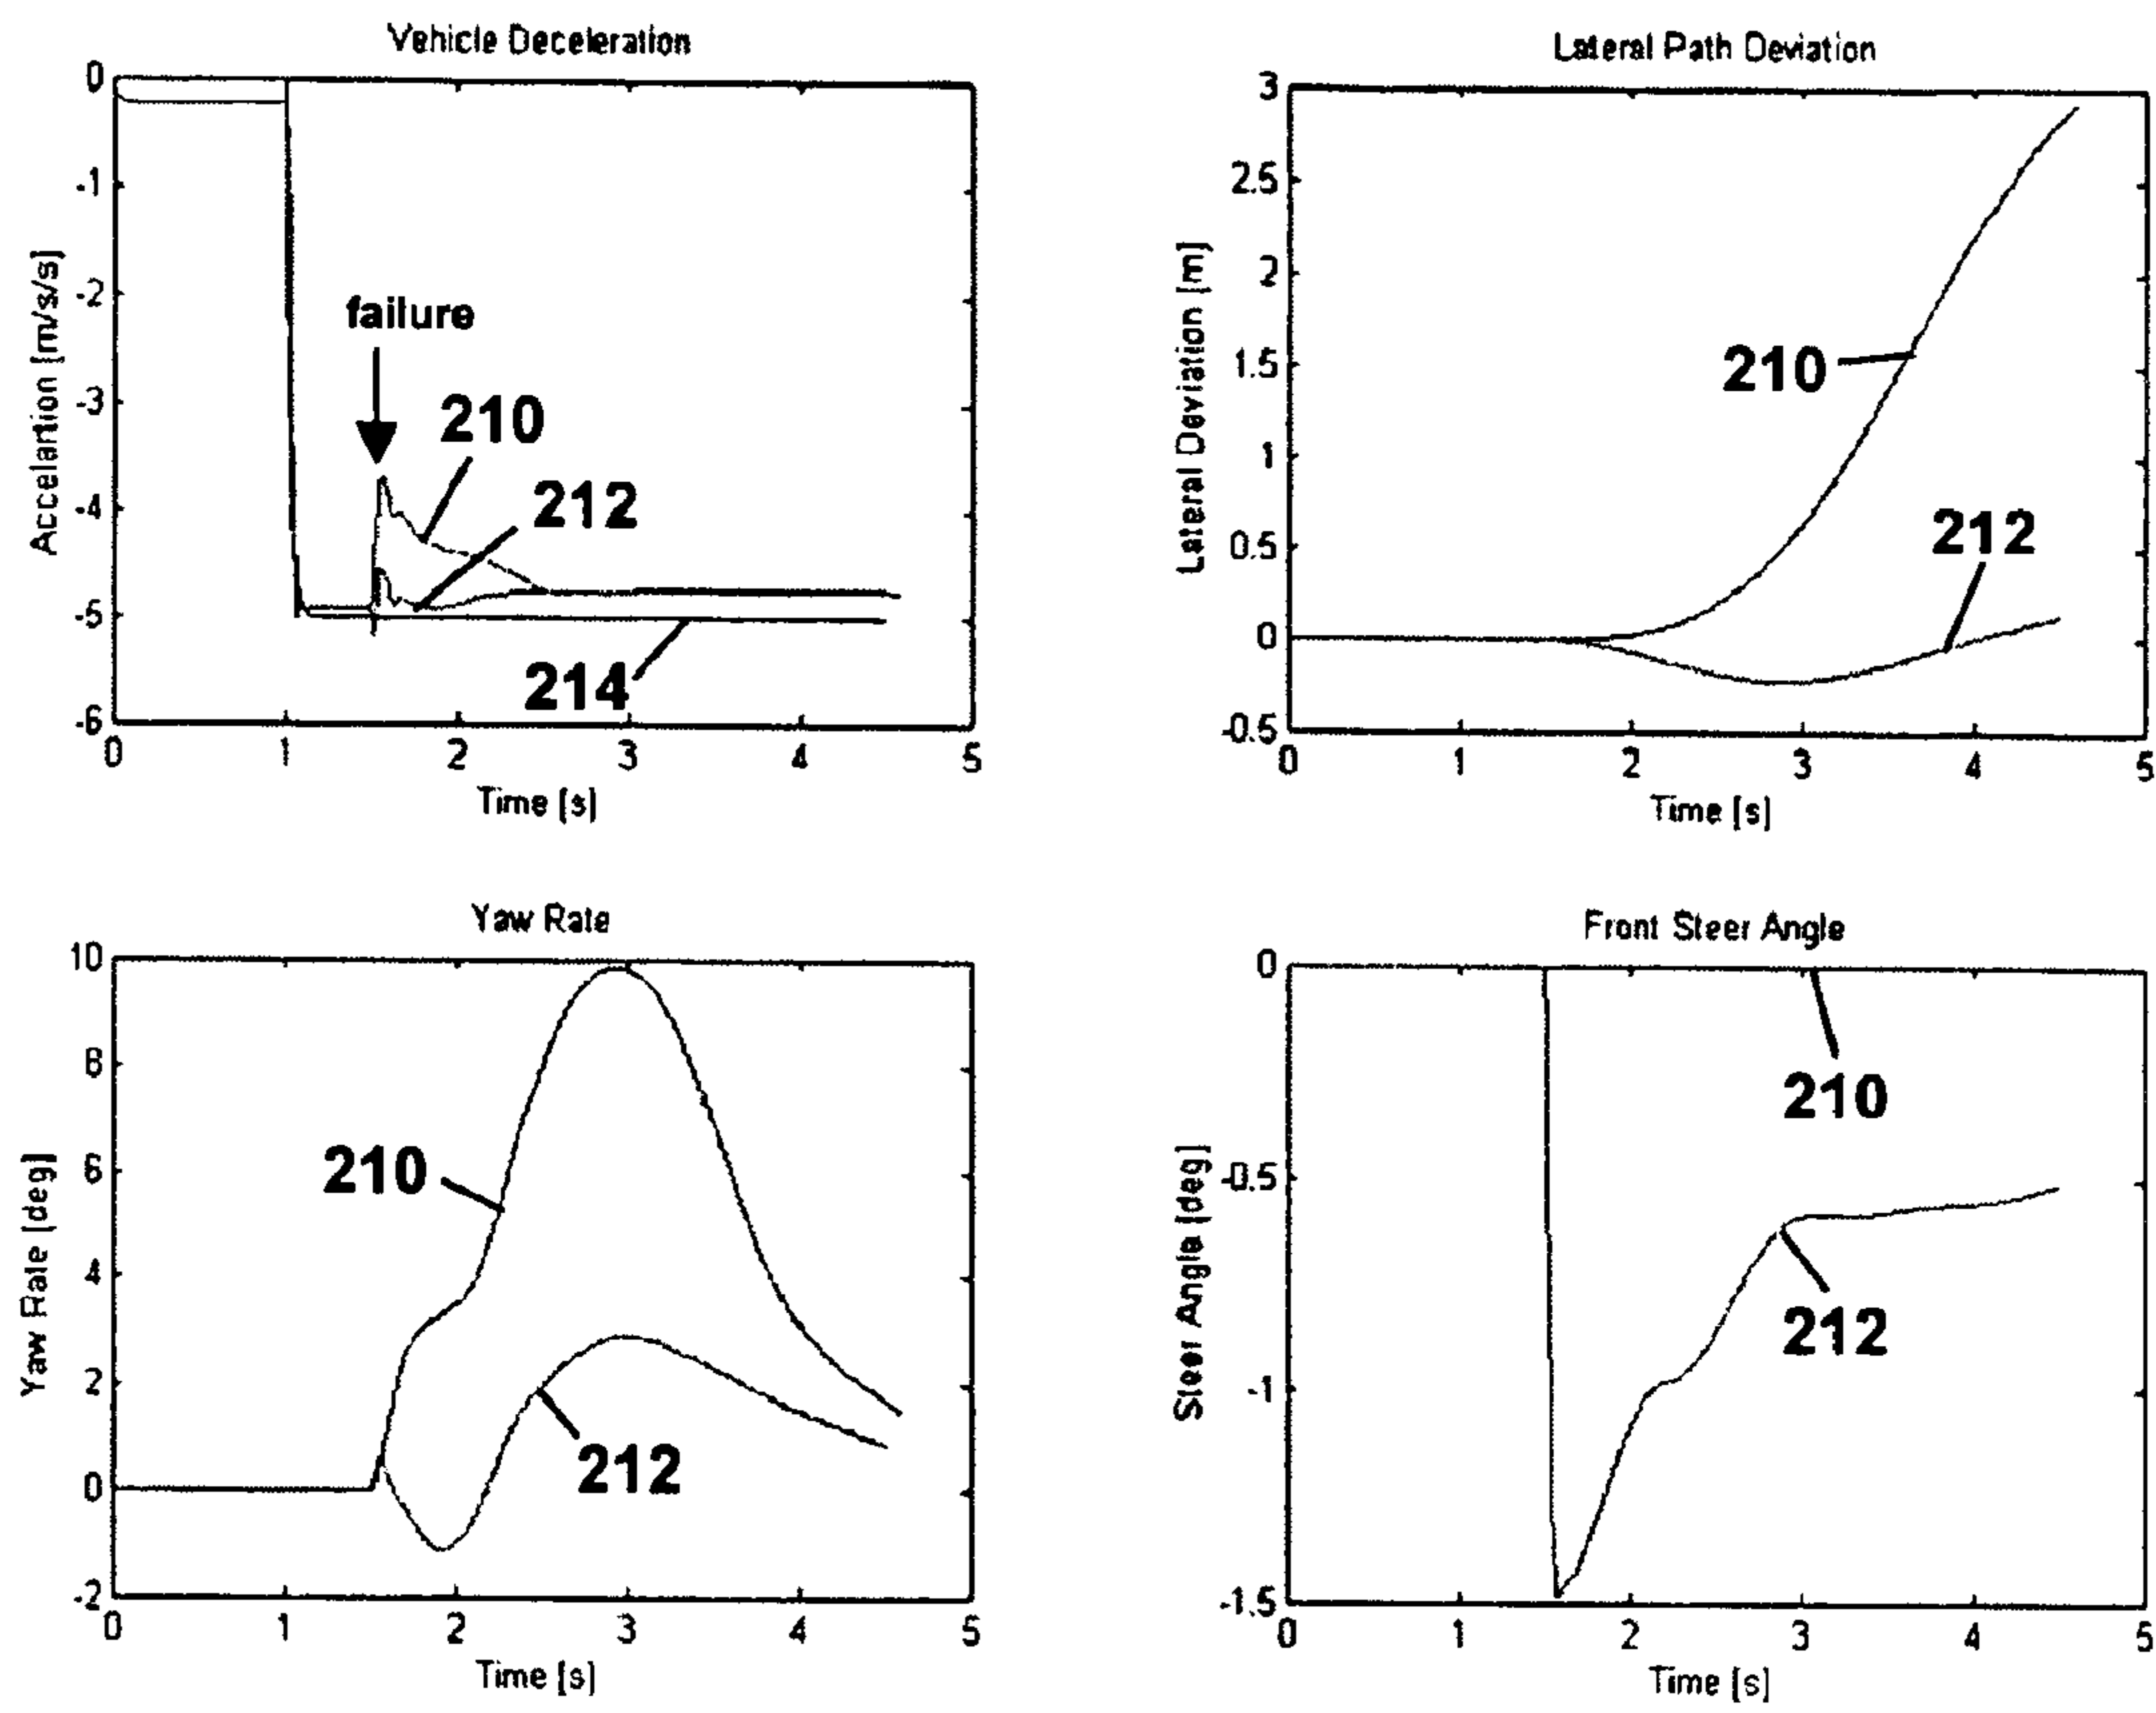 Vehicle Deceleration
0
-1
-2
-3
-4
-5
-6
Accelartion [m/s/s]
failure
210
212
214
0 1 2 3 4 5
Time [s]
Lateral Path Deviation
3
2.5
2
1.5
1
0.5
0
-0.5
Lateral Deviation [m]
210
212
0 1 2 3 4 5
Time [s]
Yaw Rate
10
8
6
4
2
0
-2
Yaw Rate [deg]
210
212
0 1 2 3 4 5
Time [s]
Front Steer Angle
0
-0.5
-1
-1.5
Steer Angle [deg]
210
212
0 1 2 3 4 5
Time [s]